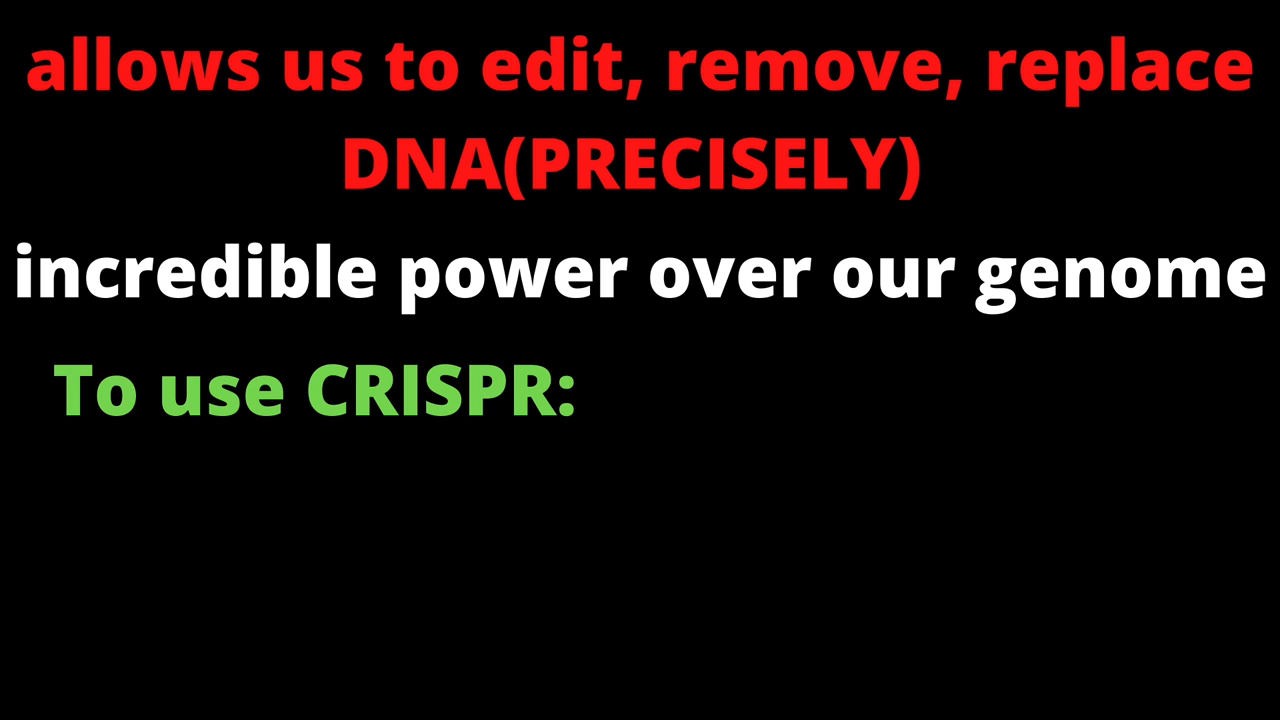 allows us to edit, remove, replace
DNA(PRECISELY)
incredible power over our genome
To use CRISPR: